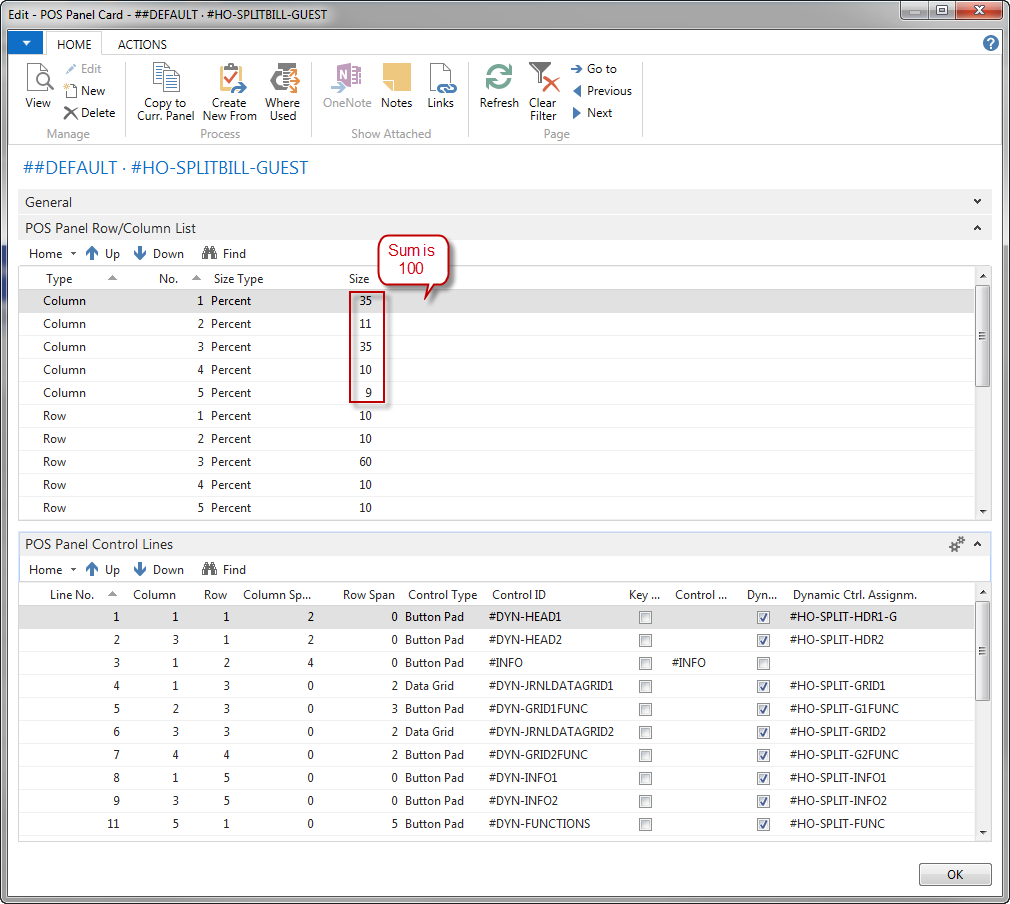 Edit - POS Panel Card - ##DEFAULT · #HO-SPLITBILL-GUEST
HOME ACTIONS
View
Edit
New
Delete
Manage
Copy to Curr. Panel
Create New From
Where Used
Process
OneNote
Notes
Links
Show Attached
Refresh
Clear Filter
Go to
Previous
Next
Page
##DEFAULT · #HO-SPLITBILL-GUEST
General
POS Panel Row/Column List
Home Up Down Find
Type No. Size Type Size
Sum is
100
Column 1 Percent 35
Column 2 Percent 11
Column 3 Percent 35
Column 4 Percent 10
Column 5 Percent 9
Row 1 Percent 10
Row 2 Percent 10
Row 3 Percent 60
Row 4 Percent 10
Row 5 Percent 10
POS Panel Control Lines
Home Up Down Find
Line No. Column Row Column Sp... Row Span Control Type Control ID Key ... Control ... Dyn... Dynamic Ctrl. Assignm.
1 1 1 2 0 Button Pad #DYN-HEAD1 #HO-SPLIT-HDR1-G
2 3 1 2 0 Button Pad #DYN-HEAD2 #HO-SPLIT-HDR2
3 1 2 4 0 Button Pad #INFO #INFO
4 1 3 0 2 Data Grid #DYN-JRNLDATAGRID1 #HO-SPLIT-GRID1
5 2 3 0 3 Button Pad #DYN-GRID1FUNC #HO-SPLIT-G1FUNC
6 3 3 0 2 Data Grid #DYN-JRNLDATAGRID2 #HO-SPLIT-GRID2
7 4 4 0 2 Button Pad #DYN-GRID2FUNC #HO-SPLIT-G2FUNC
8 1 5 0 0 Button Pad #DYN-INFO1 #HO-SPLIT-INFO1
9 3 5 0 0 Button Pad #DYN-INFO2 #HO-SPLIT-INFO2
11 5 1 0 5 Button Pad #DYN-FUNCTIONS #HO-SPLIT-FUNC
OK